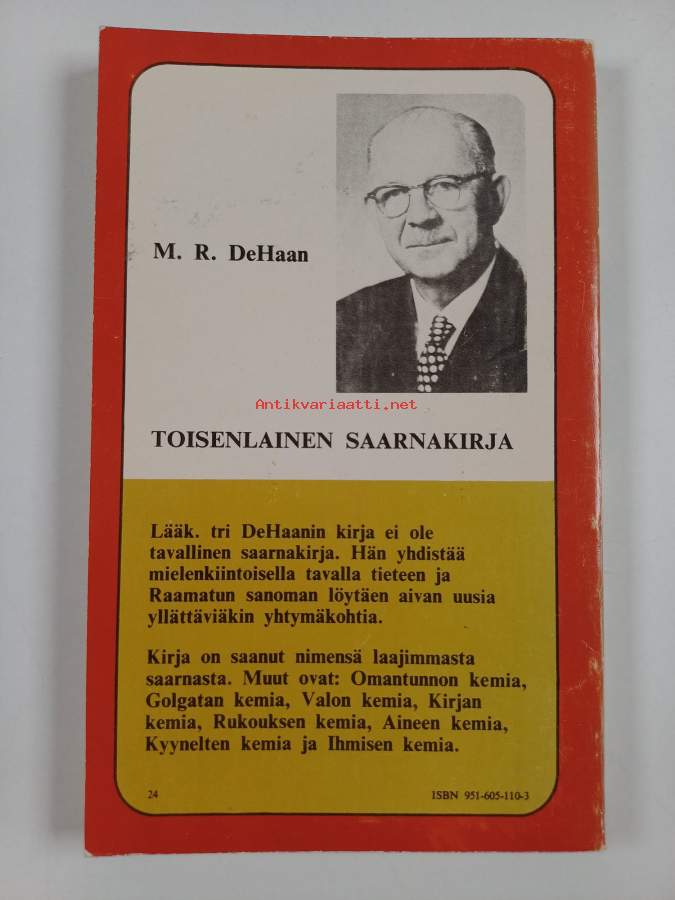 M. R. DeHaan
Antikvariaatti.net
TOISENLAINEN SAARNAKIRJA
Lääk. tri DeHaanin kirja ei ole
tavallinen saarnakirja. Hän yhdistää
mielenkiintoisella tavalla tieteen ja
Raamatun sanoman löytäen aivan uusia
yllättäviäkin yhtymäkohtia.
Kirja on saanut nimensä laajimmasta
saarnasta. Muut ovat: Omantunnon kemia,
Golgatan kemia, Valon kemia, Kirjan
kemia, Rukouksen kemia, Aineen kemia,
Kyynelten kemia ja Ihmisen kemia.
24 ISBN 951-605-110-3